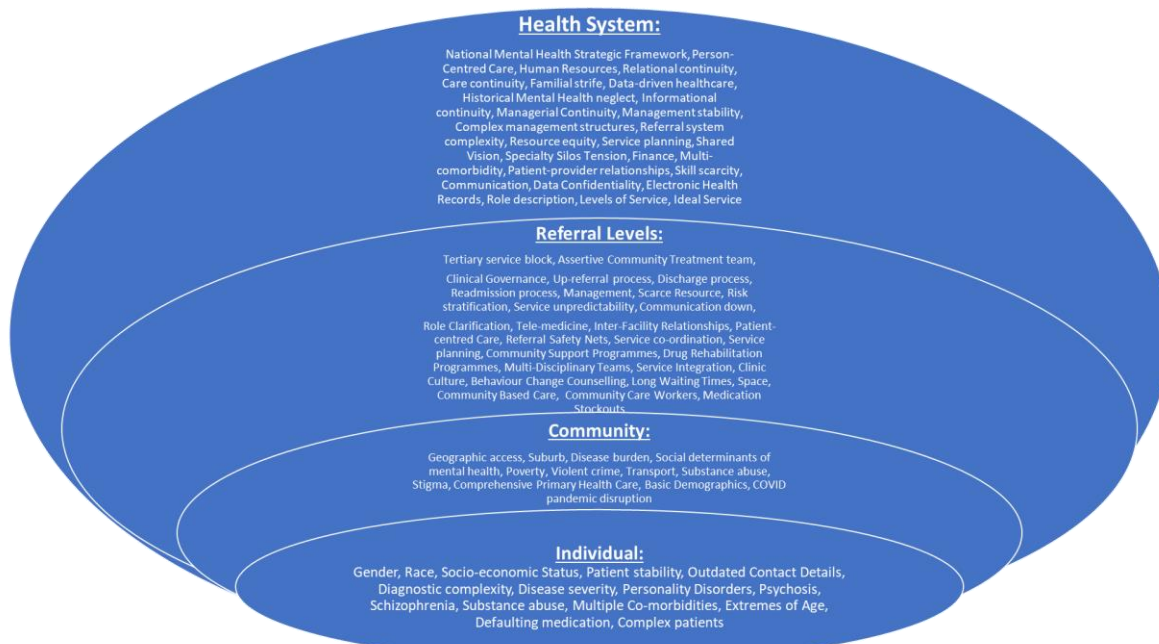 Health System:
National Mental Health Strategic Framework, Person-
Centred Care, Human Resources, Relational continuity,
Care continuity, Familial strife, Data-driven healthcare,
Historical Mental Health neglect, Informational
continuity, Managerial Continuity, Management stability,
Complex management structures, Referral system
complexity, Resource equity, Service planning, Shared
Vision, Specialty Silos Tension, Finance, Multi-
comorbidity, Patient-provider relationships, Skill scarcity,
Communication, Data Confidentiality, Electronic Health
Records, Role description, Levels of Service, Ideal Service
Referral Levels:
Tertiary service block, Assertive Community Treatment team,
Clinical Governance, Up-referral process, Discharge process,
Readmission process, Management, Scarce Resource, Risk
stratification, Service unpredictability, Communication down,
Role Clarification, Tele-medicine, Inter-Facility Relationships, Patient-
centred Care, Referral Safety Nets, Service co-ordination, Service
planning, Community Support Programmes, Drug Rehabilitation
Programmes, Multi-Disciplinary Teams, Service Integration, Clinic
Culture, Behaviour Change Counselling, Long Waiting Times, Space,
Community Based Care, Community Care Workers, Medication
Stockouts
Community:
Geographic access, Suburb, Disease burden, Social determinants of
mental health, Poverty, Violent crime, Transport, Substance abuse,
Stigma, Comprehensive Primary Health Care, Basic Demographics, COVID
pandemic disruption
Individual:
Gender, Race, Socio-economic Status, Patient stability, Outdated Contact Details,
Diagnostic complexity, Disease severity, Personality Disorders, Psychosis,
Schizophrenia, Substance abuse, Multiple Co-morbidities, Extremes of Age,
Defaulting medication, Complex patients